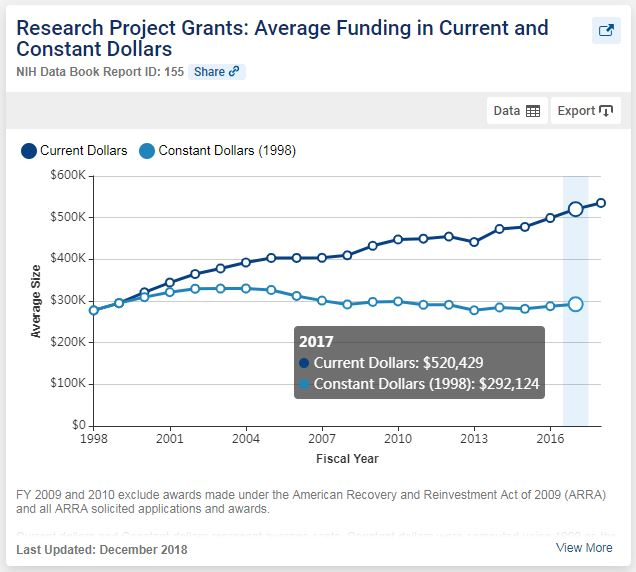 Research Project Grants: Average Funding in Current and
Constant Dollars
NIH Data Book Report ID: 155 Share
Data Export
Current Dollars Constant Dollars (1998)
$600K
$500K
$400K
$300K
$200K
$100K
$0
Average Size
2017
Current Dollars: $520,429
Constant Dollars (1998): $292,124
1998 2001 2004 2007 2010 2013 2016
Fiscal Year
FY 2009 and 2010 exclude awards made under the American Recovery and Reinvestment Act of 2009 (ARRA)
and all ARRA solicited applications and awards.
Last Updated: December 2018 View More